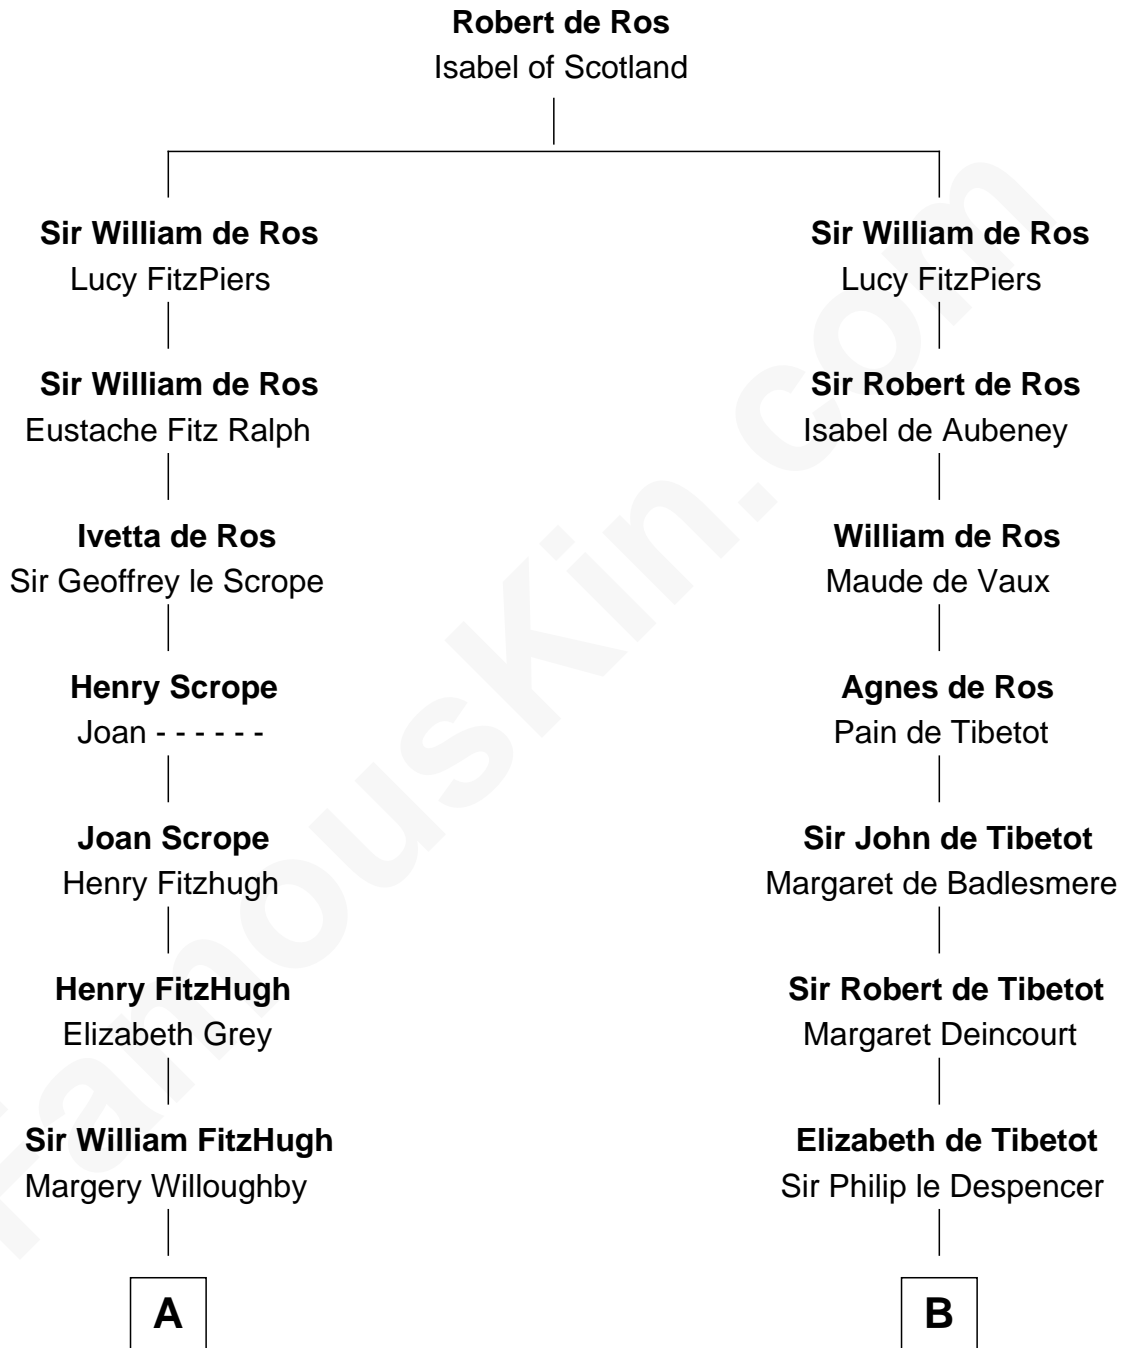 Robert de Ros
Isabel of Scotland
Sir William de Ros
Lucy FitzPiers
Sir William de Ros
Eustache Fitz Ralph
Ivetta de Ros
Sir Geoffrey le Scrope
Henry Scrope
Joan - - - - - -
Joan Scrope
Henry Fitzhugh
Henry FitzHugh
Elizabeth Grey
Sir William FitzHugh
Margery Willoughby
A
Sir William de Ros
Lucy FitzPiers
Sir Robert de Ros
Isabel de Aubeney
William de Ros
Maude de Vaux
Agnes de Ros
Pain de Tibetot
Sir John de Tibetot
Margaret de Badlesmere
Sir Robert de Tibetot
Margaret Deincourt
Elizabeth de Tibetot
Sir Philip le Despencer
B
FamousKin.com